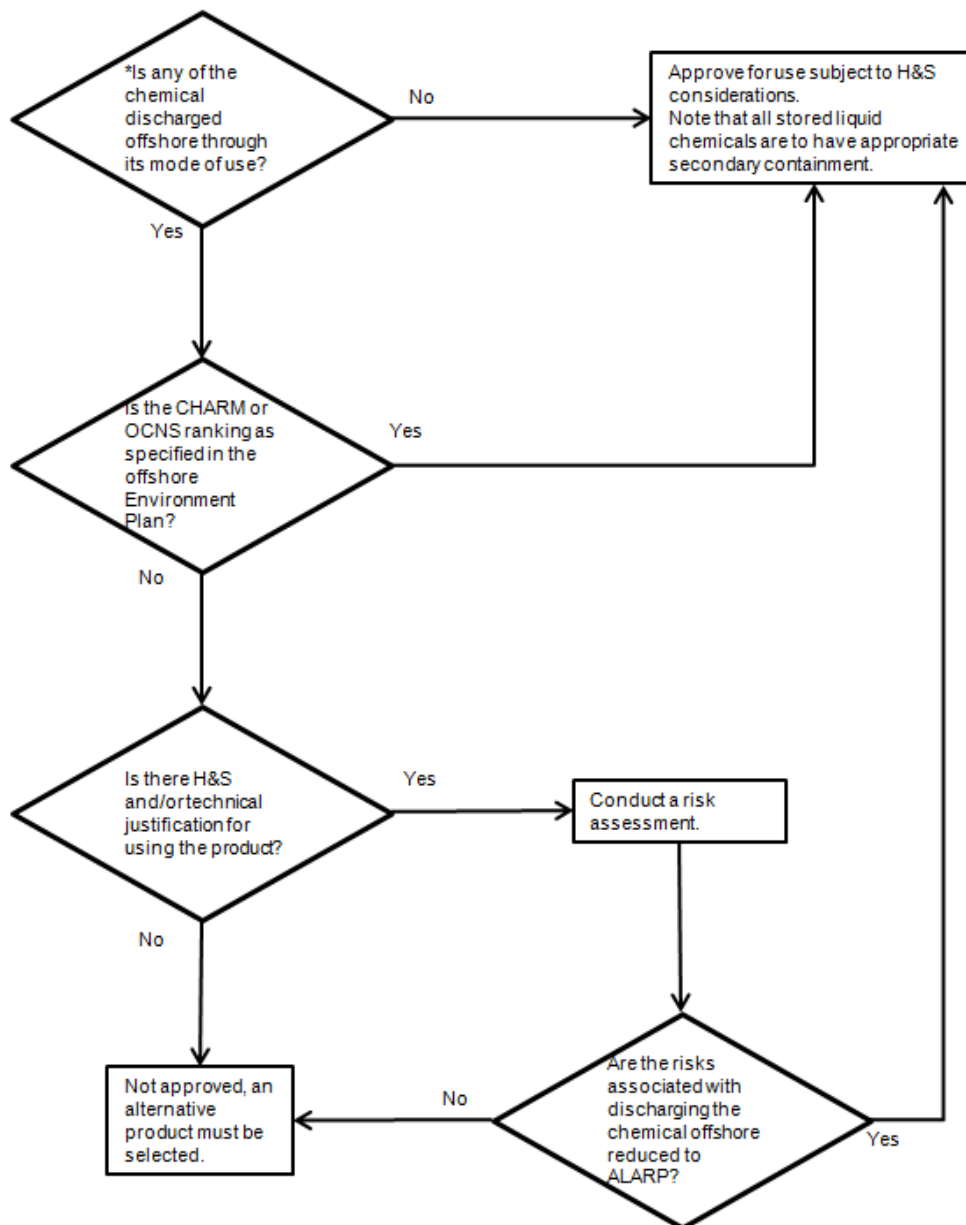 *Is any of the
chemical
discharged
offshore through
its mode of use?
No
Approve for use subject to H&S
considerations.
Note that all stored liquid
chemicals are to have appropriate
secondary containment.
Yes
Is the CHARM or
OCNS ranking as
specified in the
offshore
Environment
Plan?
Yes
No
Is there H&S
and/or technical
justification for
using the product?
Yes
Conduct a risk
assessment.
No
Not approved, an
alternative
product must be
selected.
No
Are the risks
associated with
discharging the
chemical offshore
reduced to
ALARP?
Yes